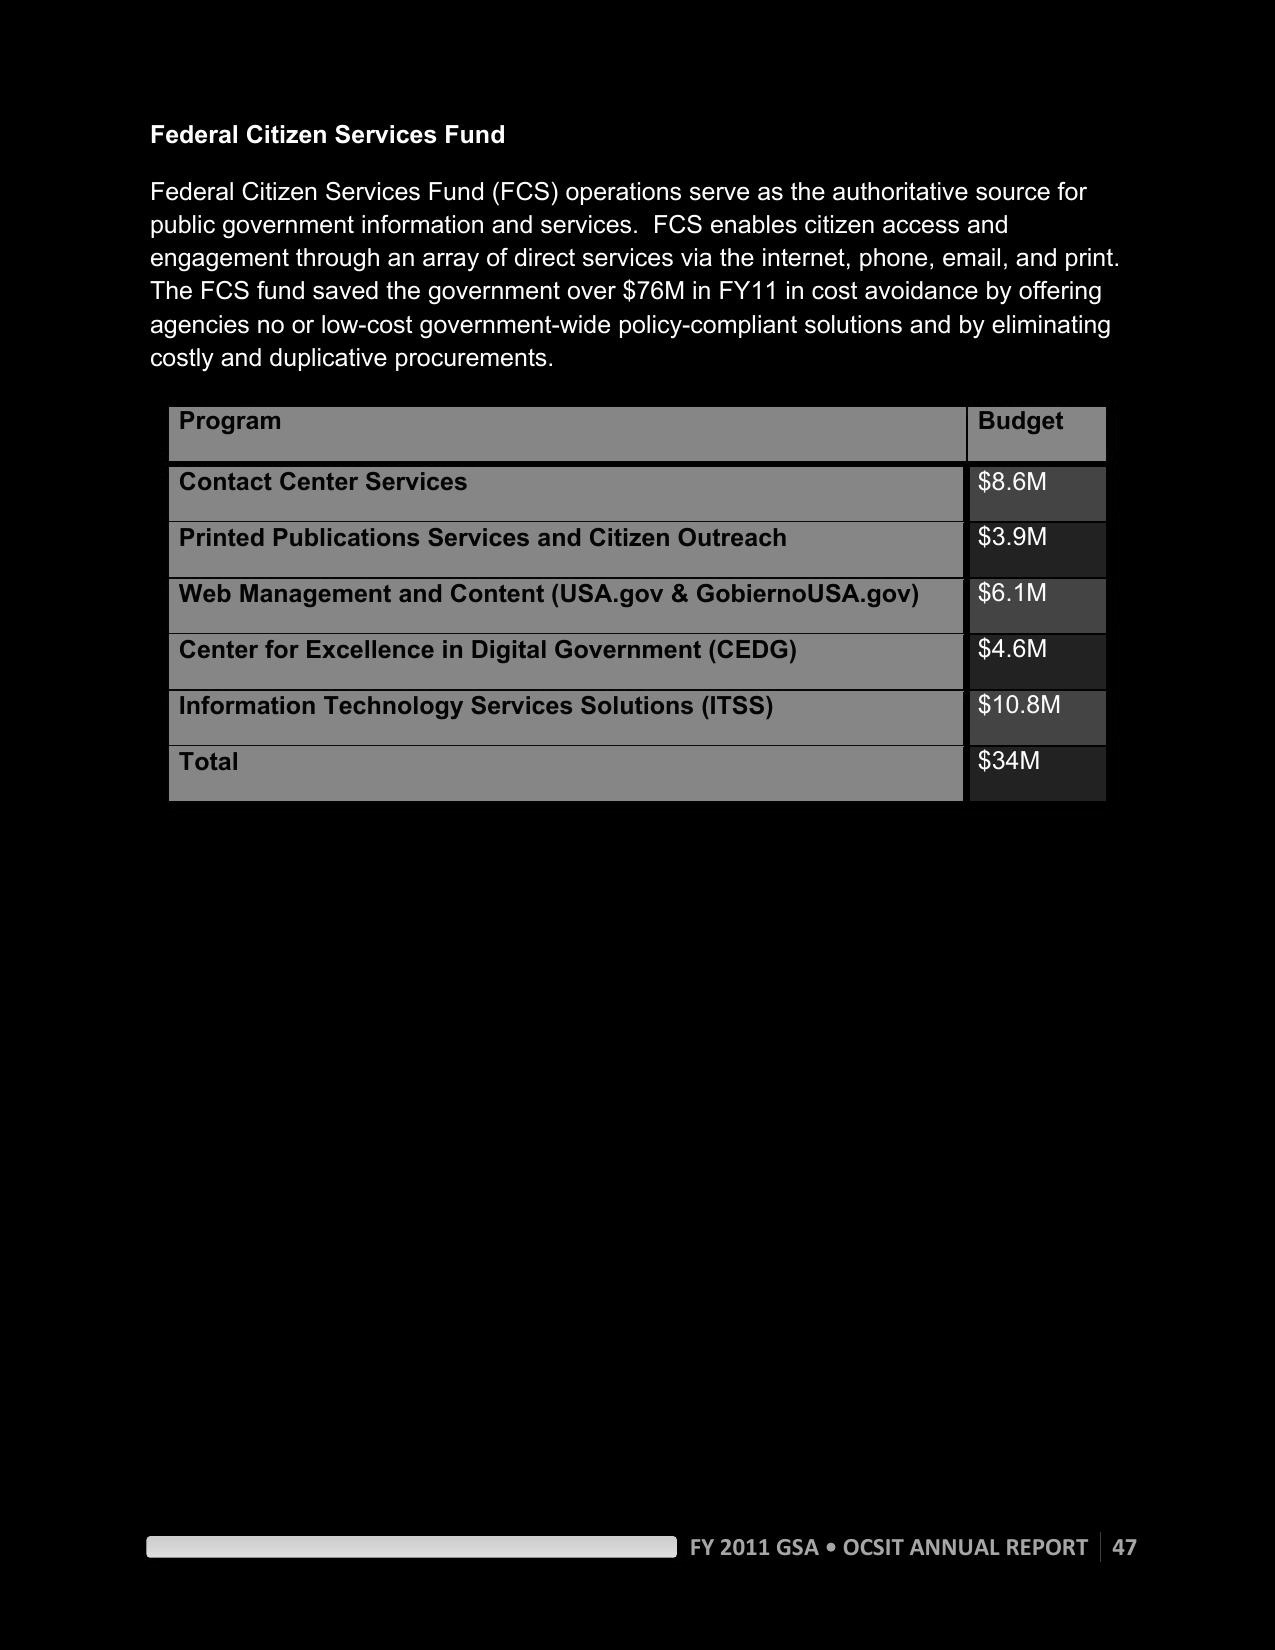 Federal Citizen Services Fund
Federal Citizen Services Fund (FCS) operations serve as the authoritative source for
public government information and services.  FCS enables citizen access and
engagement through an array of direct services via the internet, phone, email, and print.
The FCS fund saved the government over $76M in FY11 in cost avoidance by offering
agencies no or low-cost government-wide policy-compliant solutions and by eliminating
costly and duplicative procurements.
Program Budget
Contact Center Services $8.6M
Printed Publications Services and Citizen Outreach $3.9M
Web Management and Content (USA.gov & GobiernoUSA.gov) $6.1M
Center for Excellence in Digital Government (CEDG) $4.6M
Information Technology Services Solutions (ITSS) $10.8M
Total $34M
FY 2011 GSA • OCSIT ANNUAL REPORT 47